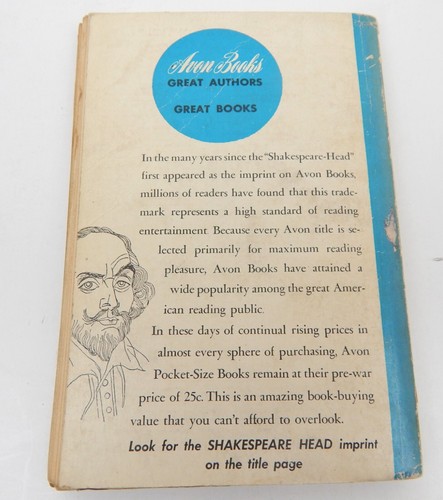 Avon Books
GREAT AUTHORS
GREAT BOOKS
In the many years since the "Shakespeare-Head"
first appeared as the imprint on Avon Books,
millions of readers have found that this trade-
mark represents a high standard of reading
entertainment. Because every Avon title is se-
lected primarily for maximum reading
pleasure, Avon Books have attained a
wide popularity among the great Amer-
ican reading public.
In these days of continual rising prices in
almost every sphere of purchasing, Avon
Pocket-Size Books remain at their pre-war
price of 25c. This is an amazing book-buying
value that you can't afford to overlook.
Look for the SHAKESPEARE HEAD imprint
on the title page